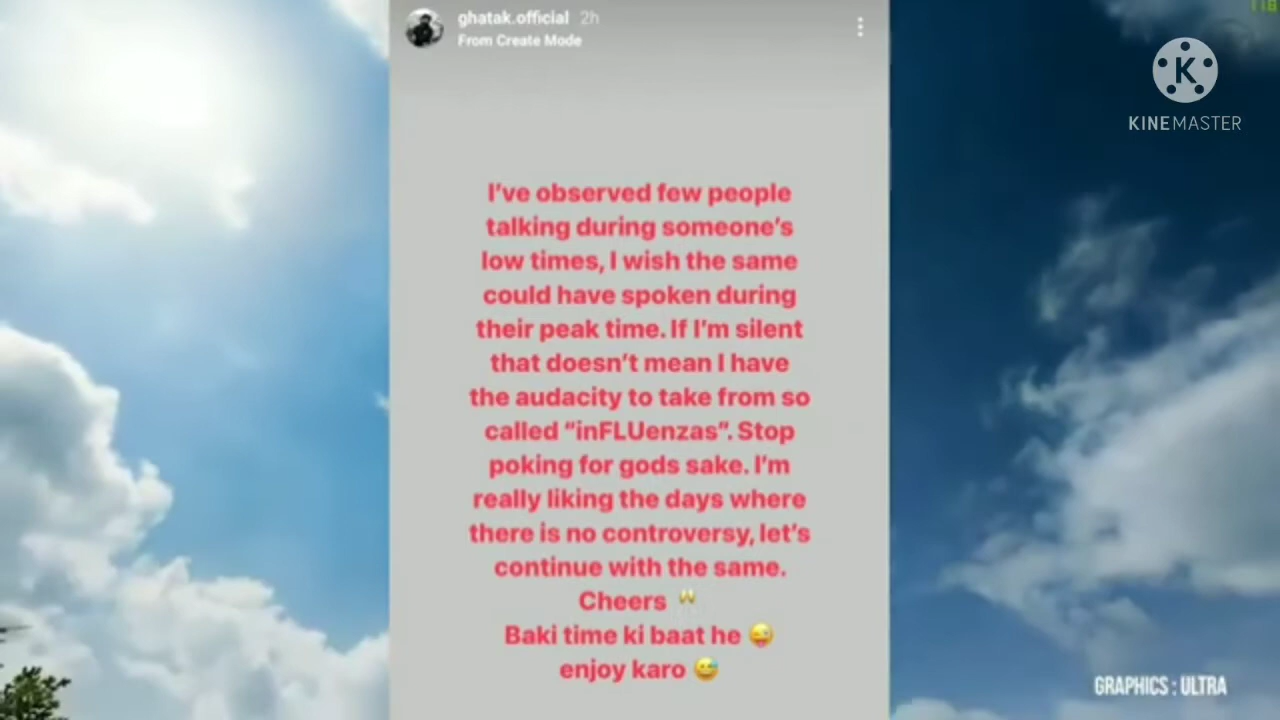 ghatak.official 2h
From Create Mode
118
KINEMASTER
I've observed few people
talking during someone's
low times, I wish the same
could have spoken during
their peak time. If I'm silent
that doesn't mean I have
the audacity to take from so
called "inFLUenzas". Stop
poking for gods sake. I'm
really liking the days where
there is no controversy, let's
continue with the same.
Cheers 🥂
Baki time ki baat he 😜
enjoy karo 😅
GRAPHICS : ULTRA